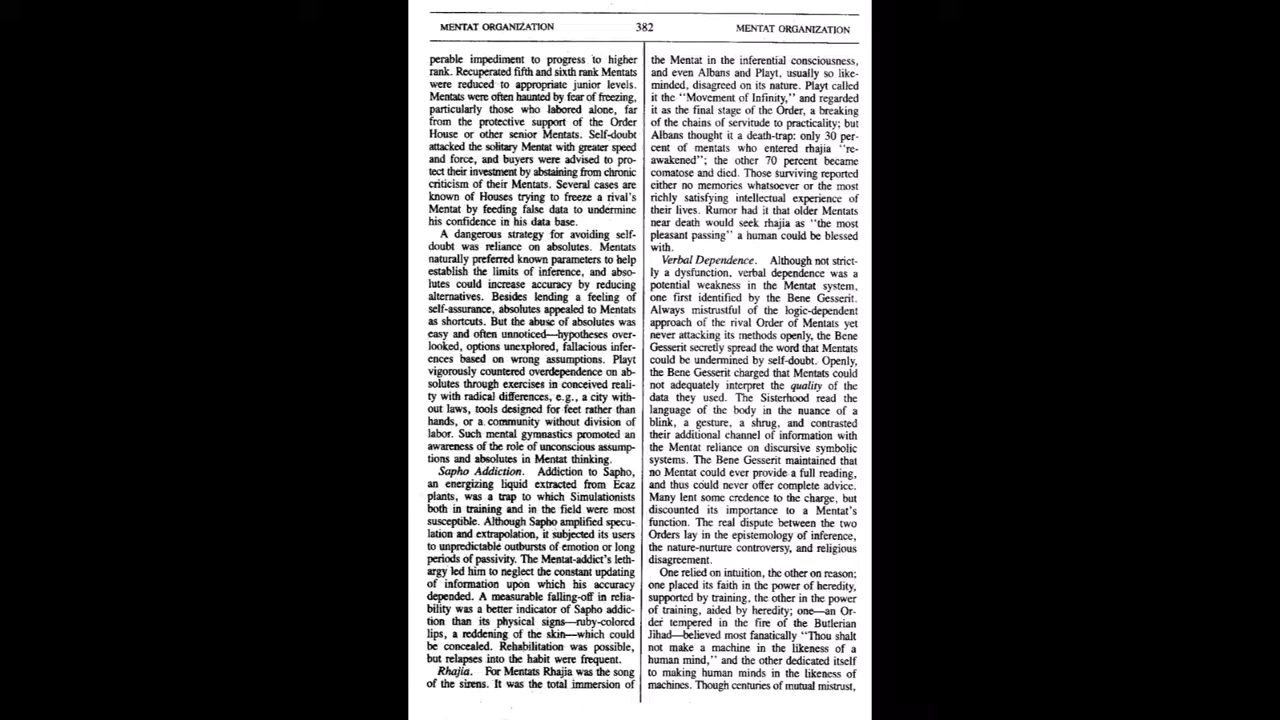 MENTAT ORGANIZATION 382 MENTAT ORGANIZATION
perable impediment to progress to higher
rank. Recuperated fifth and sixth rank Mentats
were reduced to appropriate junior levels.
Mentats were often haunted by fear of freezing,
particularly those who labored alone, far
from the protective support of the Order
House or other senior Mentats. Self-doubt
attacked the solitary Mentat with greater speed
and force, and buyers were advised to pro-
tect their investment by abstaining from chronic
criticism of their Mentats. Several cases are
known of Houses trying to freeze a rival's
Mentat by feeding false data to undermine
his confidence in his data base.
A dangerous strategy for avoiding self-
doubt was reliance on absolutes. Mentats
naturally preferred known parameters to help
establish the limits of inference, and abso-
lutes could increase accuracy by reducing
alternatives. Besides lending a feeling of
self-assurance, absolutes appealed to Mentats
as shortcuts. But the abuse of absolutes was
easy and often unnoticed—hypotheses over-
looked, options unexplored, fallacious infer-
ences based on wrong assumptions. Playt
vigorously countered overdependence on ab-
solutes through exercises in conceived reali-
ty with radical differences, e.g., a city with-
out laws, tools designed for feet rather than
hands, or a community without division of
labor. Such mental gymnastics promoted an
awareness of the role of unconscious assump-
tions and absolutes in Mentat thinking.
Sapho Addiction. Addiction to Sapho,
an energizing liquid extracted from Ecaz
plants, was a trap to which Simulationists
both in training and in the field were most
susceptible. Although Sapho amplified specu-
lation and extrapolation, it subjected its users
to unpredictable outbursts of emotion or long
periods of passivity. The Mentat-addict's leth-
argy led him to neglect the constant updating
of information upon which his accuracy
depended. A measurable falling-off in relia-
bility was a better indicator of Sapho addic-
tion than its physical signs—ruby-colored
lips, a reddening of the skin—which could
be concealed. Rehabilitation was possible,
but relapses into the habit were frequent.
Rhajia. For Mentats Rhajia was the song
of the sirens. It was the total immersion of
the Mentat in the inferential consciousness,
and even Albans and Playt, usually so like-
minded, disagreed on its nature. Playt called
it the "Movement of Infinity," and regarded
it as the final stage of the Order, a breaking
of the chains of servitude to practicality; but
Albans thought it a death-trap: only 30 per-
cent of mentats who entered rhajia "re-
awakened"; the other 70 percent became
comatose and died. Those surviving reported
either no memories whatsoever or the most
richly satisfying intellectual experience of
their lives. Rumor had it that older Mentats
near death would seek rhajia as "the most
pleasant passing" a human could be blessed
with.
Verbal Dependence. Although not strict-
ly a dysfunction, verbal dependence was a
potential weakness in the Mentat system,
one first identified by the Bene Gesserit.
Always mistrustful of the logic-dependent
approach of the rival Order of Mentats yet
never attacking its methods openly, the Bene
Gesserit secretly spread the word that Mentats
could be undermined by self-doubt. Openly,
the Bene Gesserit charged that Mentats could
not adequately interpret the quality of the
data they used. The Sisterhood read the
language of the body in the nuance of a
blink, a gesture, a shrug, and contrasted
their additional channel of information with
the Mentat reliance on discursive symbolic
systems. The Bene Gesserit maintained that
no Mentat could ever provide a full reading,
and thus could never offer complete advice.
Many lent some credence to the charge, but
discounted its importance to a Mentat's
function. The real dispute between the two
Orders lay in the epistemology of inference,
the nature-nurture controversy, and religious
disagreement.
One relied on intuition, the other on reason;
one placed its faith in the power of heredity,
supported by training, the other in the power
of training, aided by heredity; one—an Or-
der tempered in the fire of the Butlerian
Jihad—believed most fanatically "Thou shalt
not make a machine in the likeness of a
human mind," and the other dedicated itself
to making human minds in the likeness of
machines. Though centuries of mutual mistrust,